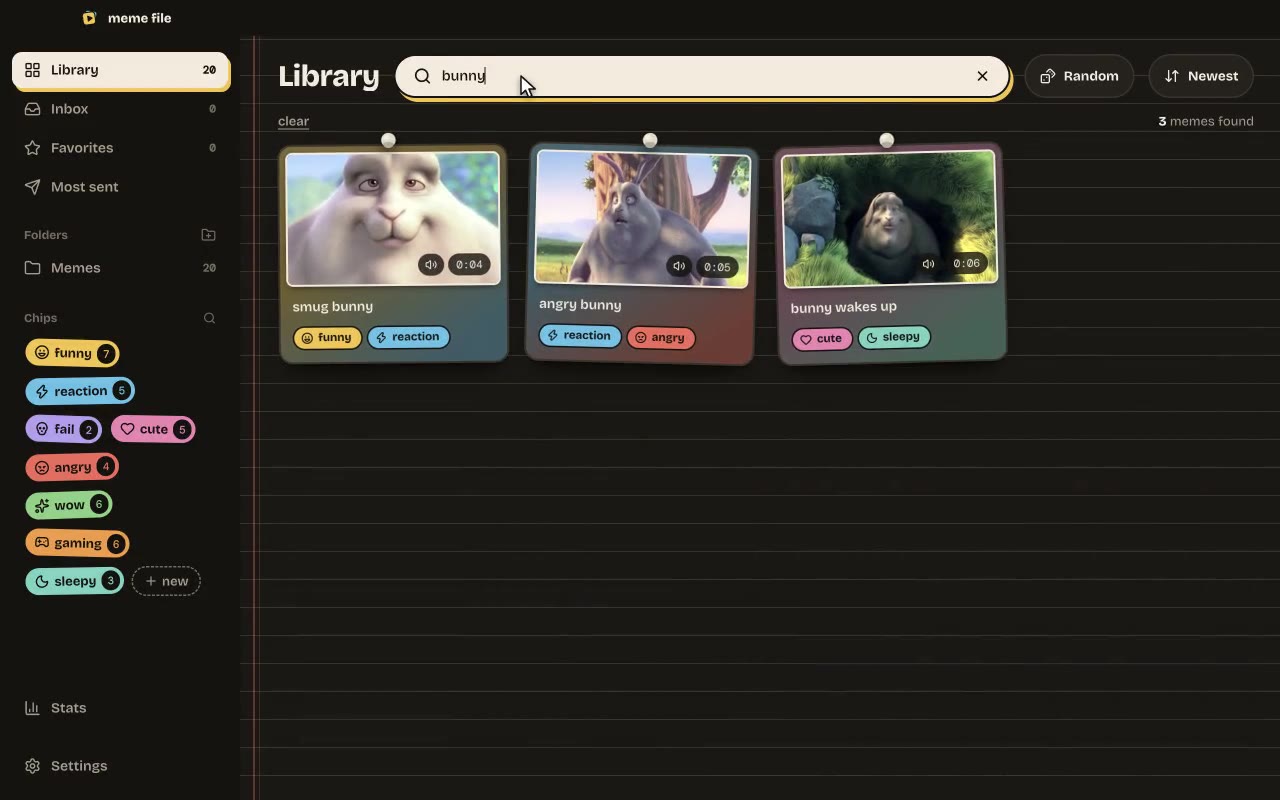 meme file
Library 20
Inbox 0
Favorites 0
Most sent
Folders
Memes 20
Chips
funny 7
reaction 5
fail 2
cute 5
angry 4
wow 6
gaming 6
sleepy 3
+ new
Stats
Settings
Library
bunny
Random
Newest
clear
3 memes found
0:04
smug bunny
funny
reaction
0:05
angry bunny
reaction
angry
0:06
bunny wakes up
cute
sleepy